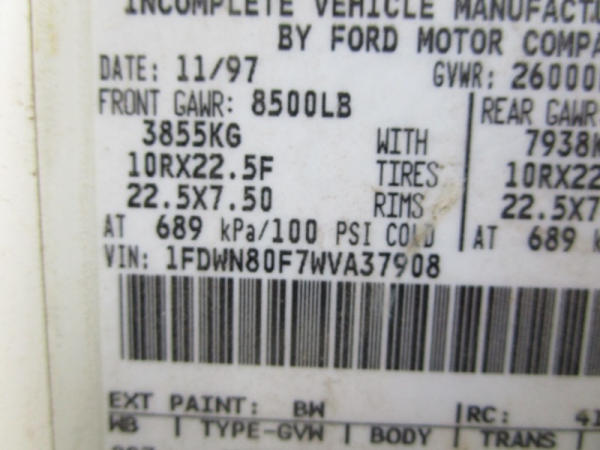 INCOMPLETE VEHICLE MANUFACTU
BY FORD MOTOR COMPA
DATE: 11/97 GVWR: 26000
FRONT GAWR: 8500LB REAR GAWR
3855KG WITH 7938K
10RX22.5F TIRES 10RX22
22.5X7.50 RIMS 22.5X7
AT 689 kPa/100 PSI COLD AT 689 k
VIN: 1FDWN80F7WVA37908
EXT PAINT: BW RC: 41
WB TYPE-GVW BODY TRANS